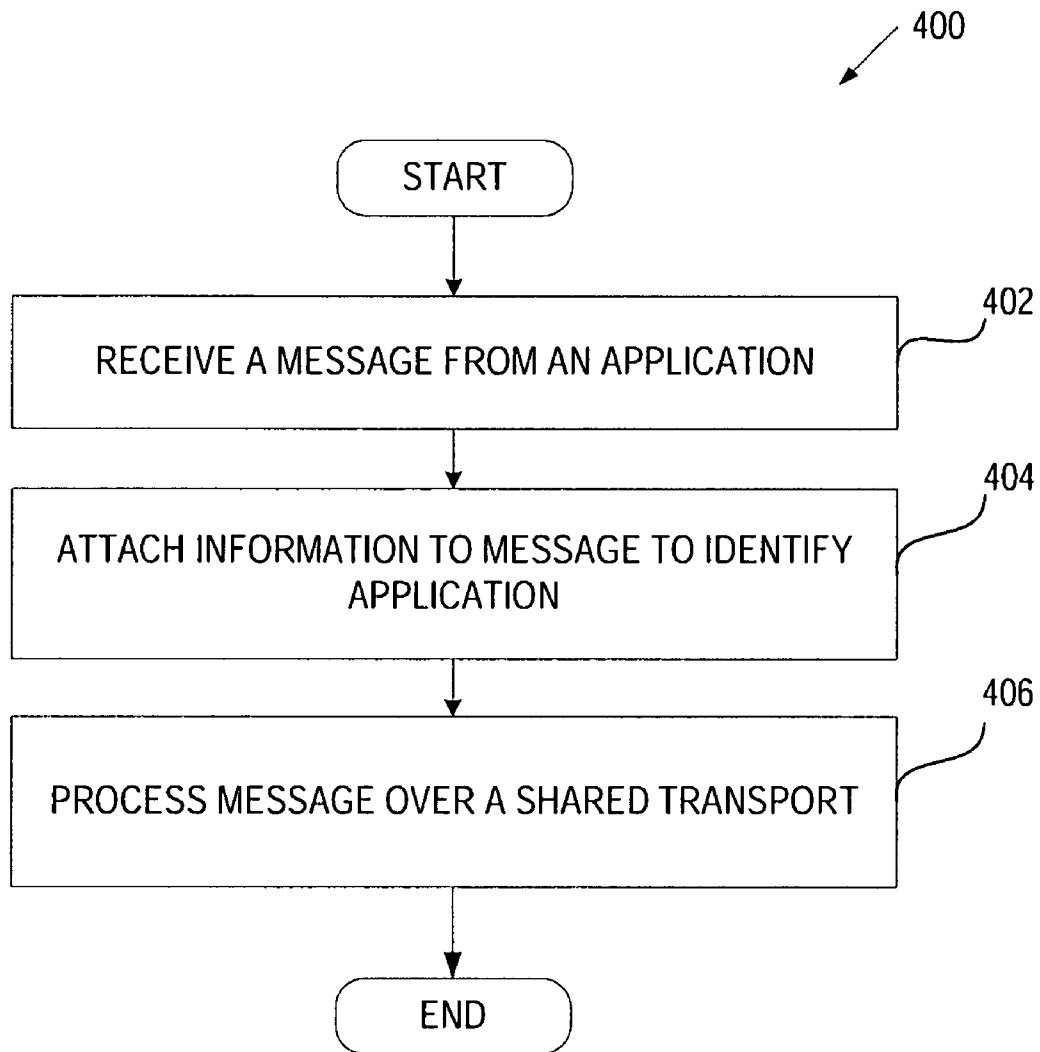 400
START
402
RECEIVE A MESSAGE FROM AN APPLICATION
404
ATTACH INFORMATION TO MESSAGE TO IDENTIFY
APPLICATION
406
PROCESS MESSAGE OVER A SHARED TRANSPORT
END